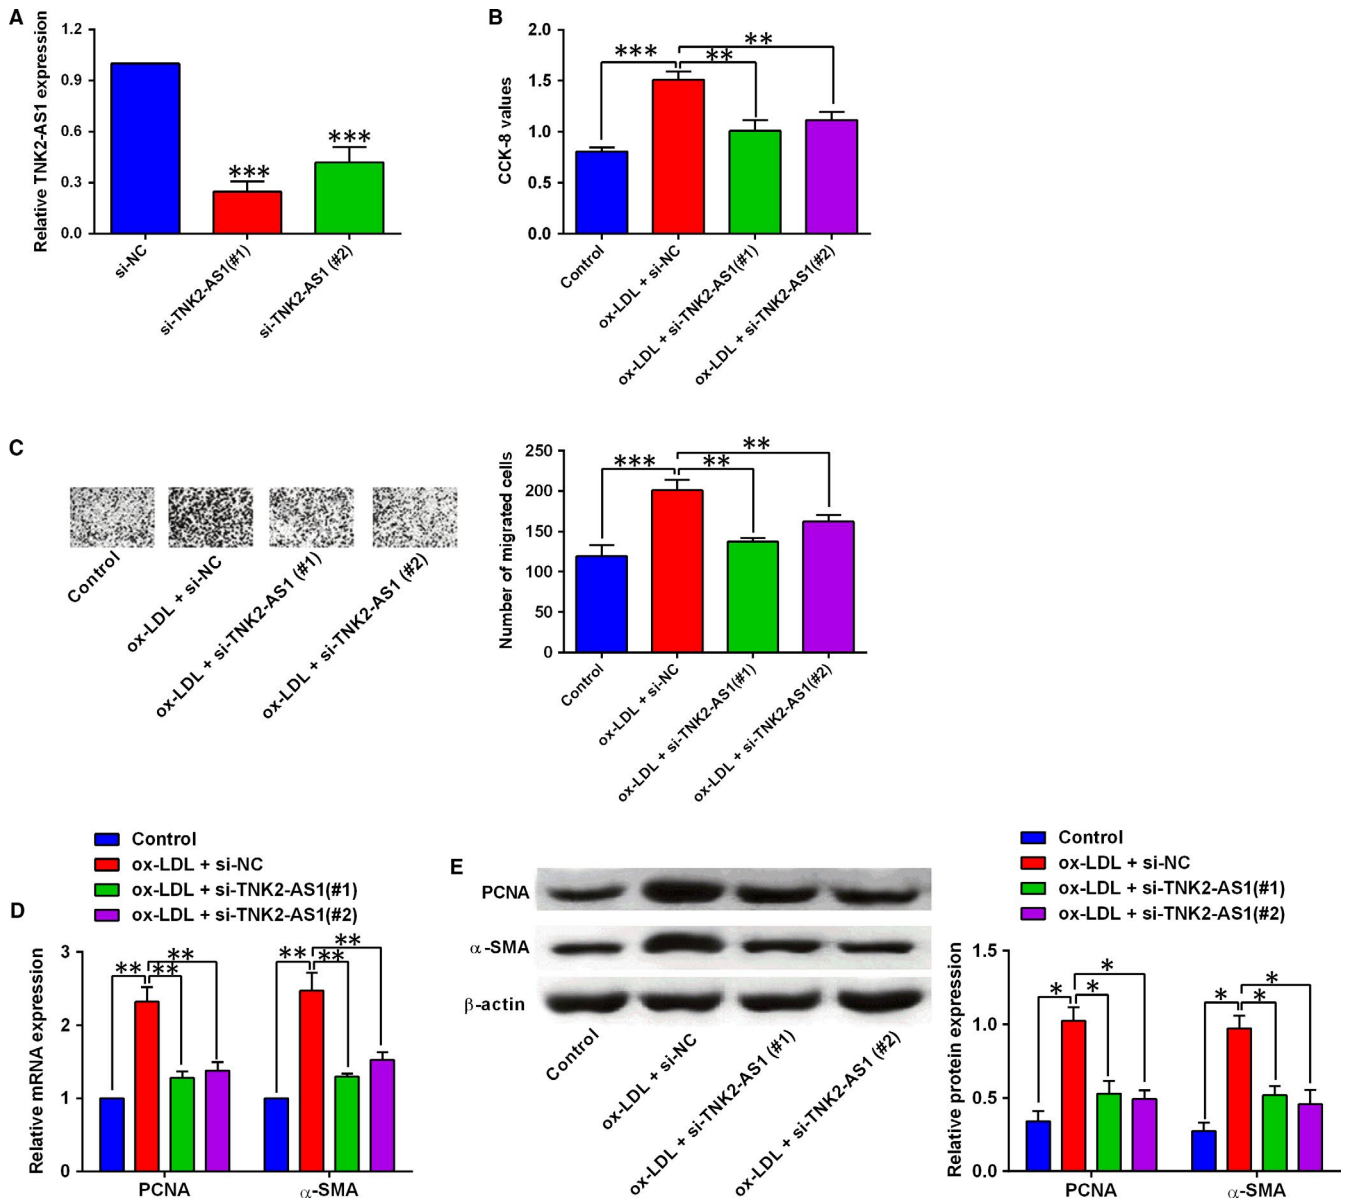 A
Relative TNK2-AS1 expression
1.2
0.9
0.6
0.3
0.0
***
***
si-NC
si-TNK2-AS1(#1)
si-TNK2-AS1 (#2)
B
CCK-8 values
2.0
1.5
1.0
0.5
0.0
***
**
**
Control
ox-LDL + si-NC
ox-LDL + si-TNK2-AS1(#1)
ox-LDL + si-TNK2-AS1(#2)
C
Control
ox-LDL + si-NC
ox-LDL + si-TNK2-AS1 (#1)
ox-LDL + si-TNK2-AS1 (#2)
Number of migrated cells
250
200
150
100
50
0
***
**
**
Control
ox-LDL + si-NC
ox-LDL + si-TNK2-AS1(#1)
ox-LDL + si-TNK2-AS1(#2)
D
Control
ox-LDL + si-NC
ox-LDL + si-TNK2-AS1(#1)
ox-LDL + si-TNK2-AS1(#2)
Relative mRNA expression
3
2
1
0
**
**
**
**
**
**
PCNA
α-SMA
E
PCNA
α-SMA
β-actin
Control
ox-LDL + si-NC
ox-LDL + si-TNK2-AS1 (#1)
ox-LDL + si-TNK2-AS1 (#2)
Control
ox-LDL + si-NC
ox-LDL + si-TNK2-AS1(#1)
ox-LDL + si-TNK2-AS1(#2)
Relative protein expression
1.5
1.0
0.5
0.0
*
*
*
*
*
*
PCNA
α-SMA